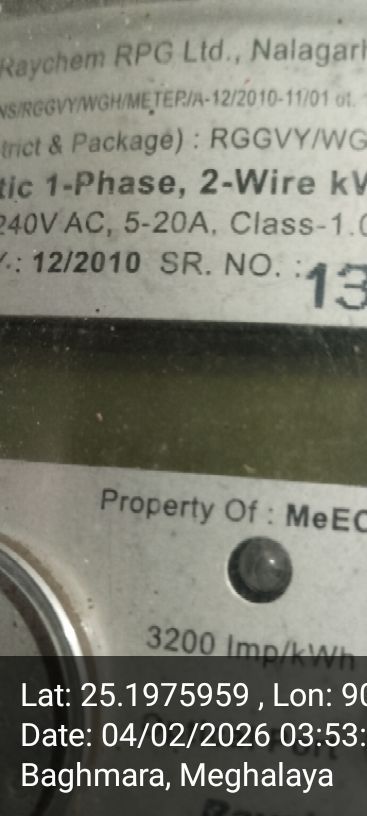 Raychem RPG Ltd., Nalagarh
NS/RGGVY/WGH/METER/A-12/2010-11/01 dt.
trict & Package) : RGGVY/WG
tic 1-Phase, 2-Wire kW
240V AC, 5-20A, Class-1.0
Y.: 12/2010 SR. NO. : 13
Property Of : MeEC
3200 Imp/kWh
Lat: 25.1975959 , Lon: 90
Date: 04/02/2026 03:53:
Baghmara, Meghalaya